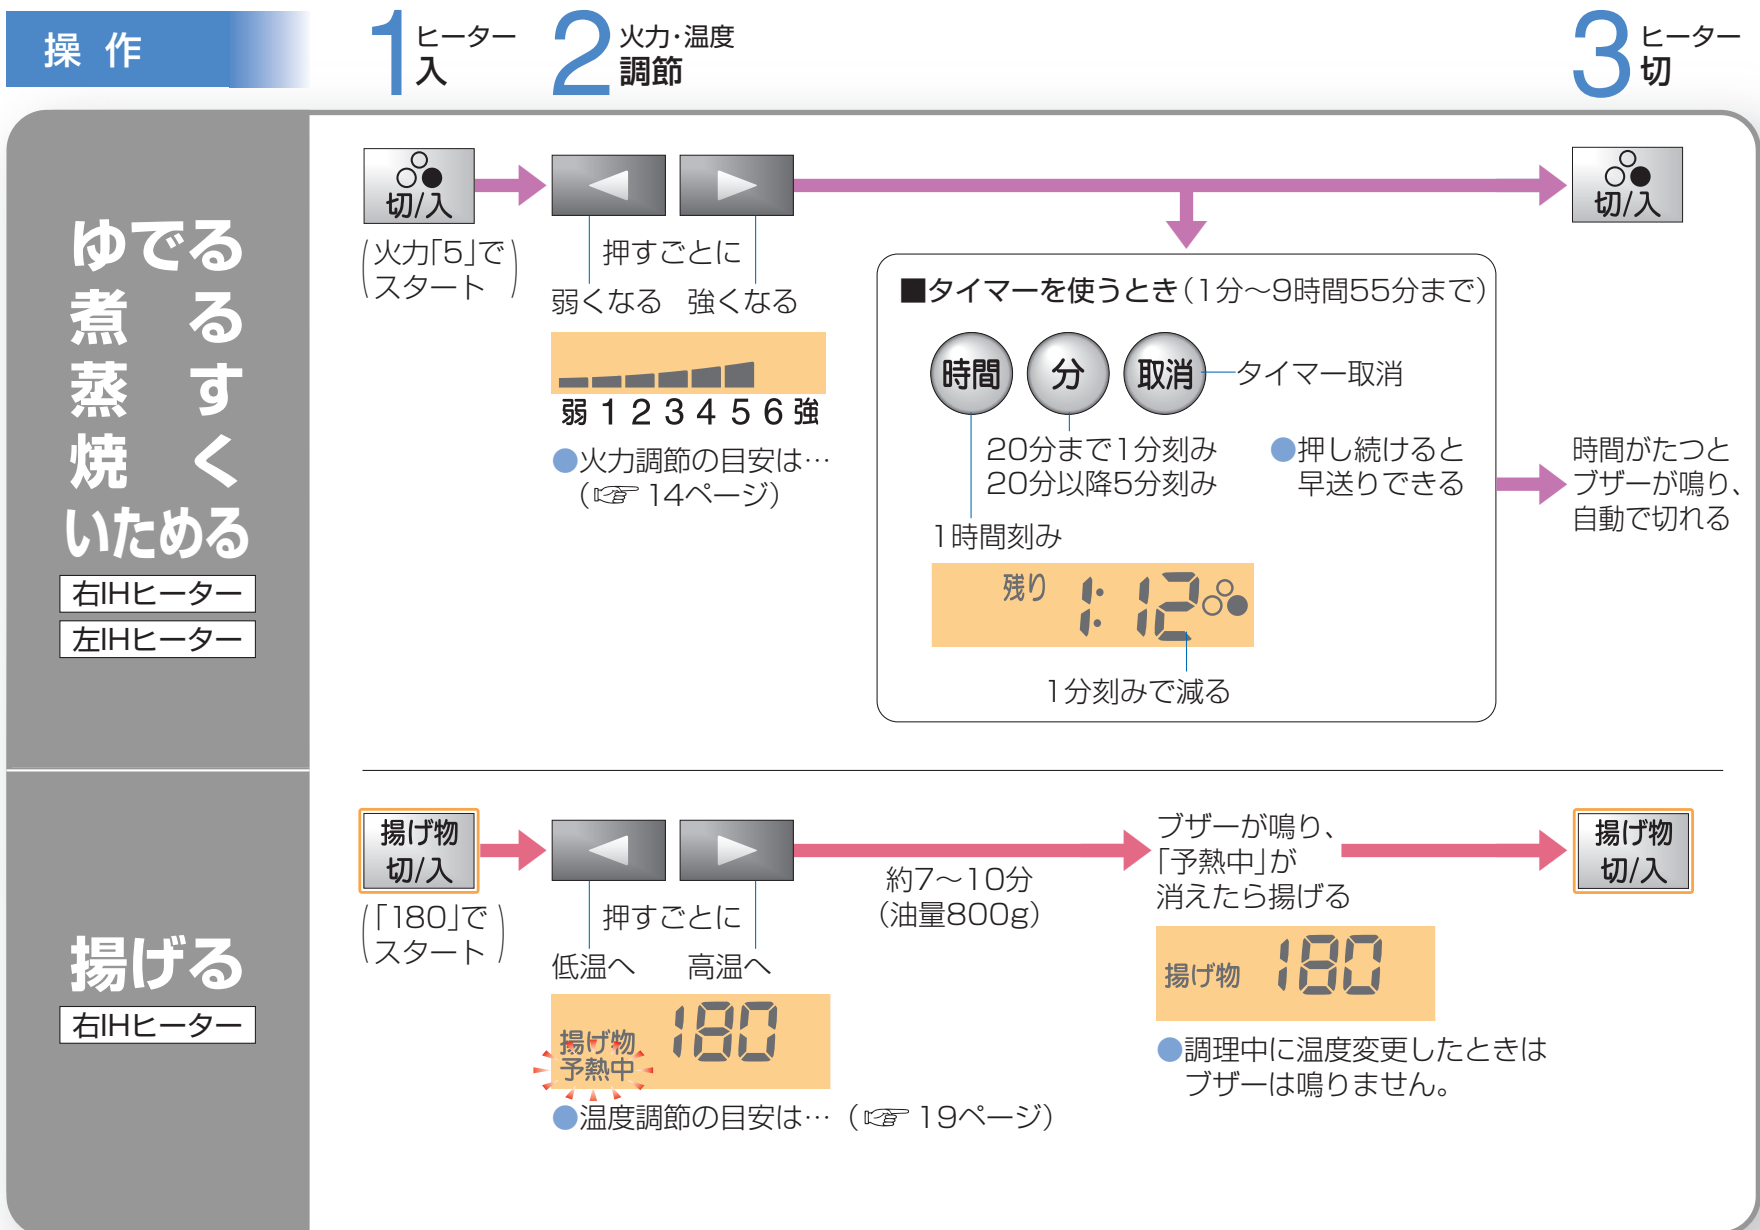 操作
1 ヒーター
入
2 火力・温度
調節
3 ヒーター
切
ゆでる
煮る
蒸す
焼く
いためる
右IHヒーター
左IHヒーター
切/入
(火力「5」で
スタート)
押すごとに
弱くなる 強くなる
弱 1 2 3 4 5 6 強
●火力調節の目安は…
(☞ 14ページ)
■タイマーを使うとき(1分～9時間55分まで)
時間 分 取消 タイマー取消
20分まで1分刻み
20分以降5分刻み
●押し続けると
早送りできる
1時間刻み
残り 1:12
1分刻みで減る
切/入
時間がたつと
ブザーが鳴り、
自動で切れる
揚げる
右IHヒーター
揚げ物
切/入
(「180」で
スタート)
押すごとに
低温へ 高温へ
揚げ物 180
予熱中
●温度調節の目安は… (☞ 19ページ)
約7～10分
(油量800g)
ブザーが鳴り、
「予熱中」が
消えたら揚げる
揚げ物 180
●調理中に温度変更したときは
ブザーは鳴りません。
揚げ物
切/入